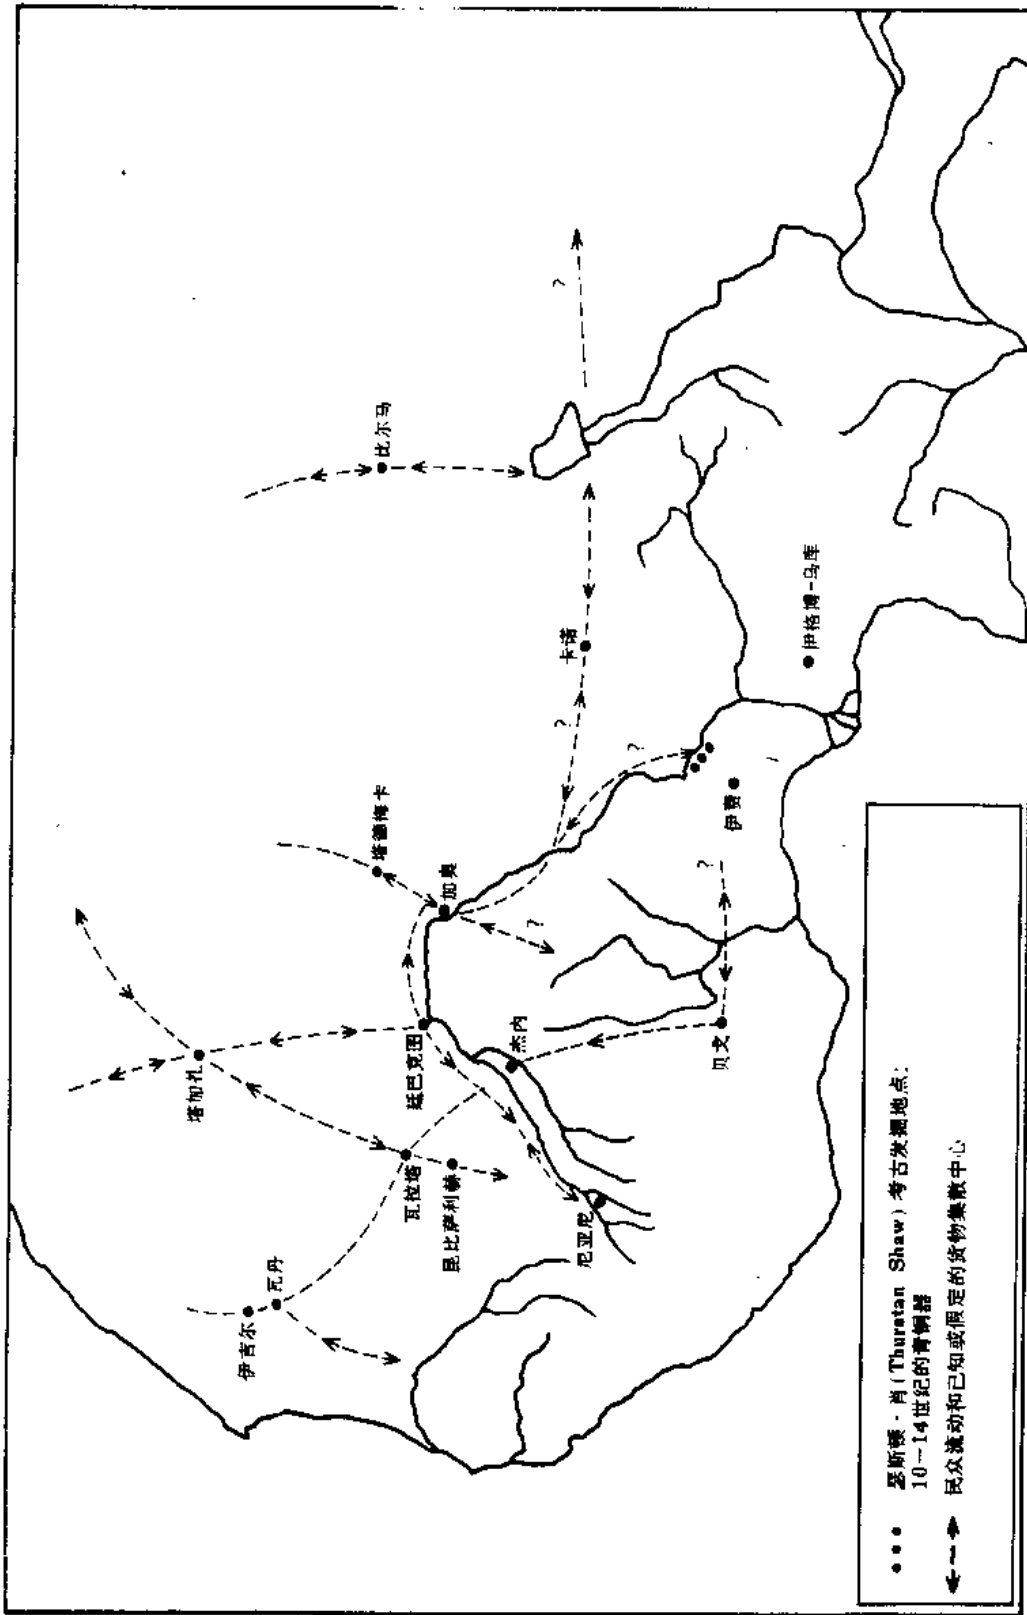 伊吉尔
瓦丹
瓦拉塔
昆比萨利赫
塔加扎
廷巴克图
杰内
尼亚尼
塔德梅卡
加奥
贝戈
?
?
?
?
?
伊费
卡诺
比尔马
伊格博-乌库
瑟斯顿·肖(Thurstan Shaw)考古发掘地点:
10—14世纪的青铜器
民众流动和已知或假定的货物集散中心